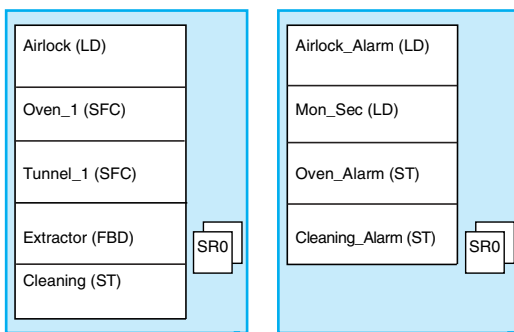 Airlock (LD)
Oven_1 (SFC)
Tunnel_1 (SFC)
Extractor (FBD)
SR0
Cleaning (ST)
Airlock_Alarm (LD)
Mon_Sec (LD)
Oven_Alarm (ST)
Cleaning_Alarm (ST)
SR0